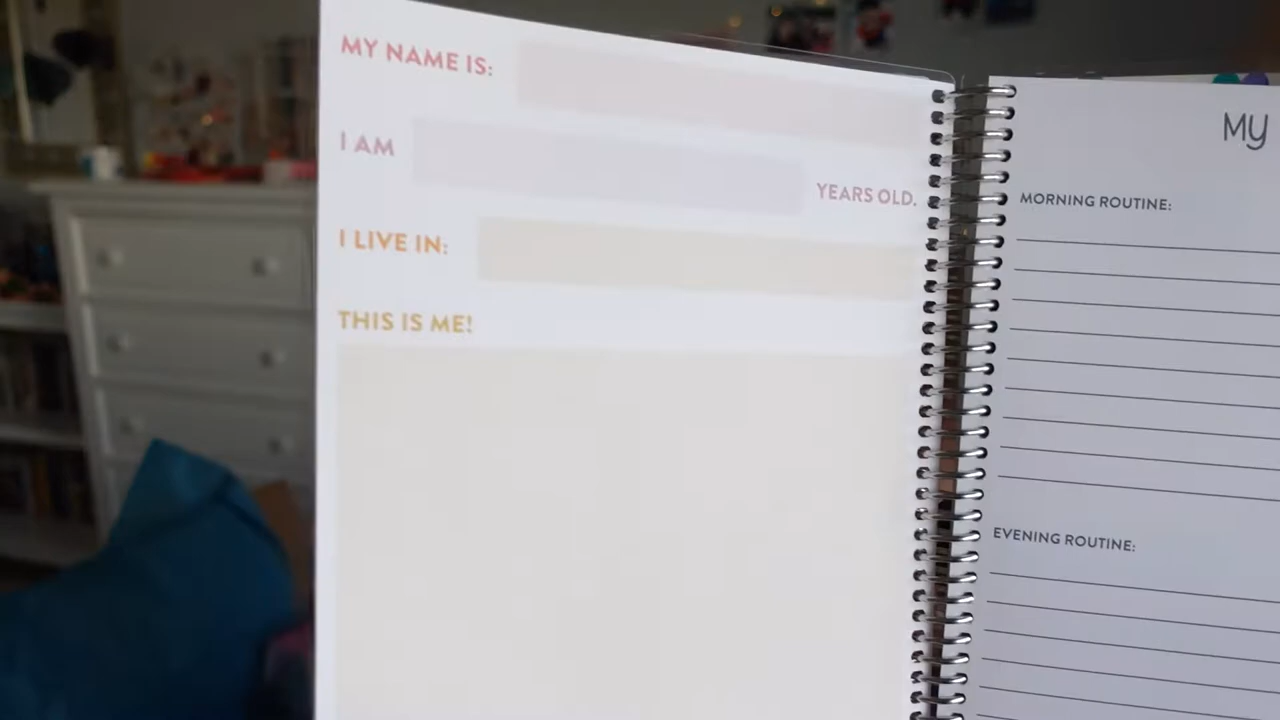 MY NAME IS:
I AM
YEARS OLD.
I LIVE IN:
THIS IS ME!
MY
MORNING ROUTINE:
EVENING ROUTINE: